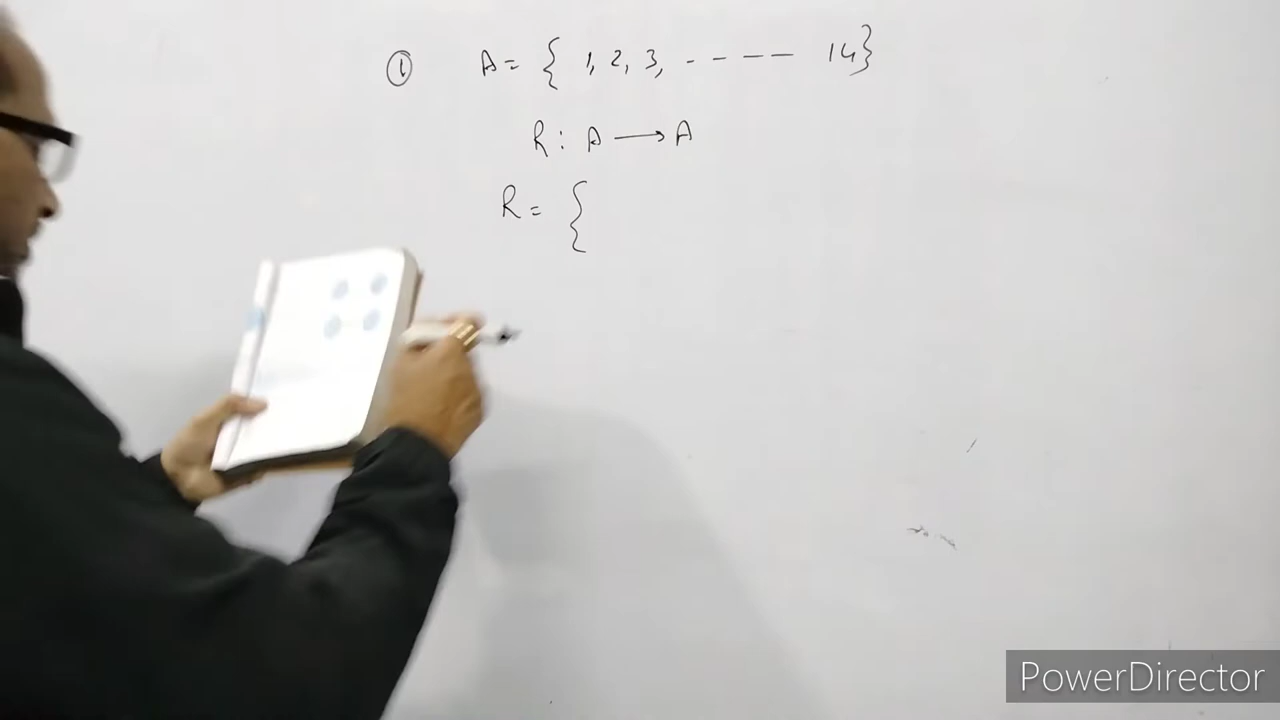 ① A = { 1, 2, 3, - - - - 14}
R : A ⟶ A
R = {
PowerDirector